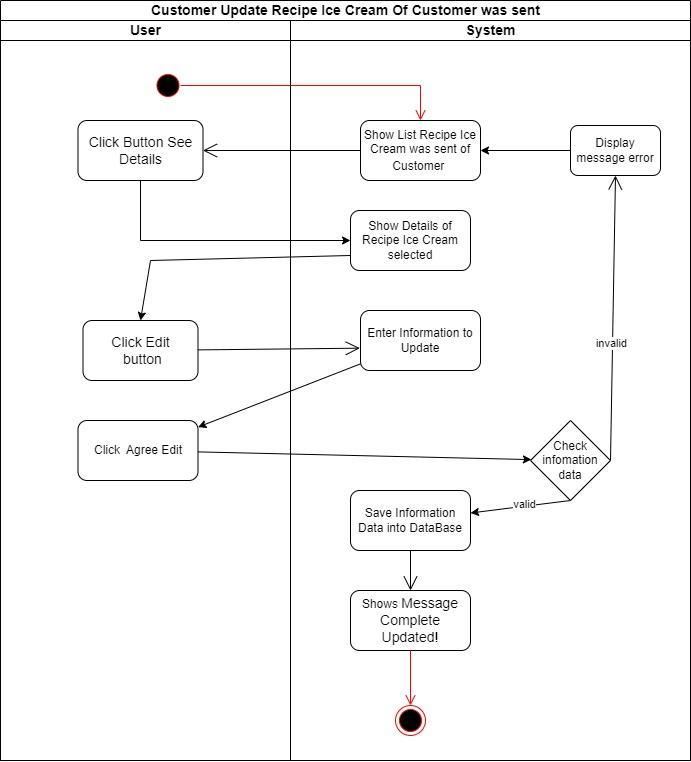 Customer Update Recipe Ice Cream Of Customer was sent
User
System
Click Button See
Details
Show List Recipe Ice
Cream was sent of
Customer
Display
message error
Show Details of
Recipe Ice Cream
selected
Click Edit
button
Enter Information to
Update
invalid
Click  Agree Edit
Check
infomation
data
valid
Save Information
Data into DataBase
Shows Message
Complete
Updated!